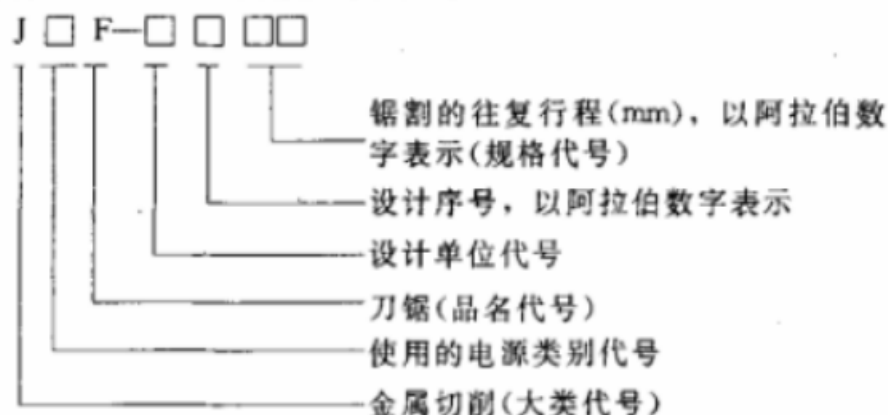 J □ F—□ □ □□
锯割的往复行程(mm)，以阿拉伯数
字表示(规格代号)
设计序号，以阿拉伯数字表示
设计单位代号
刀锯(品名代号)
使用的电源类别代号
金属切削(大类代号)